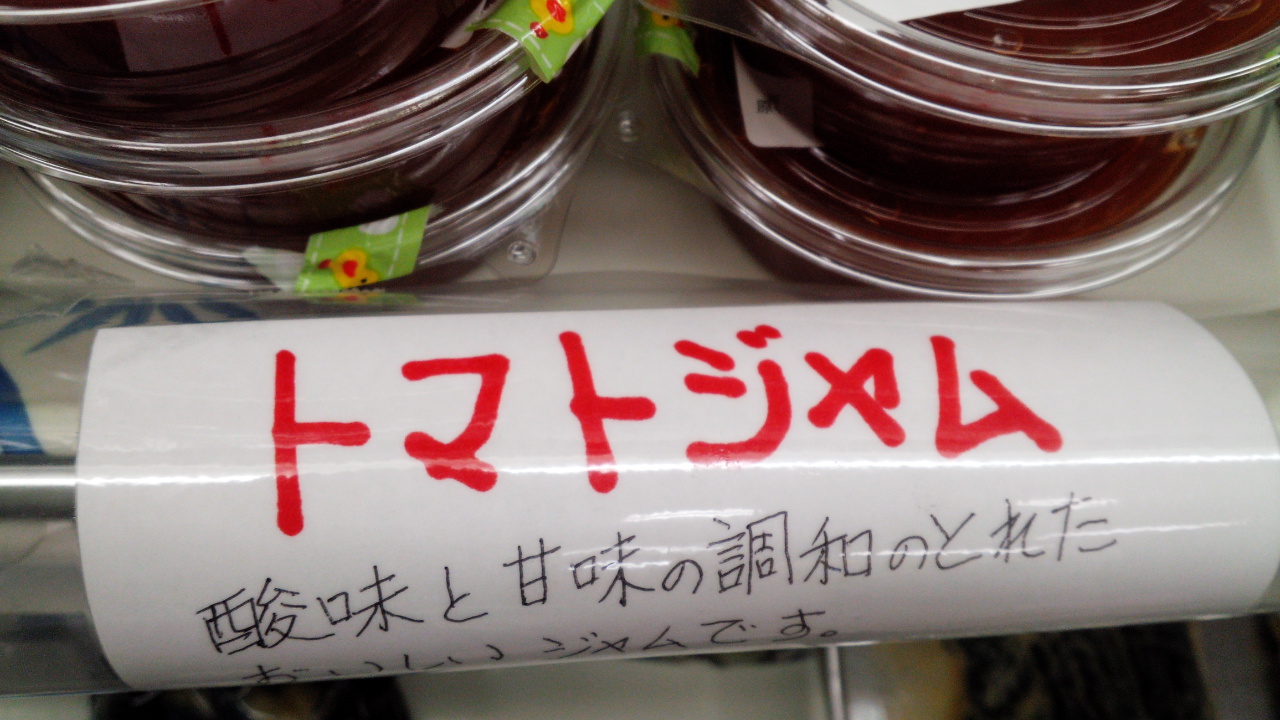 トマトジャム
酸味と甘味の調和のとれた
おいしいジャムです。